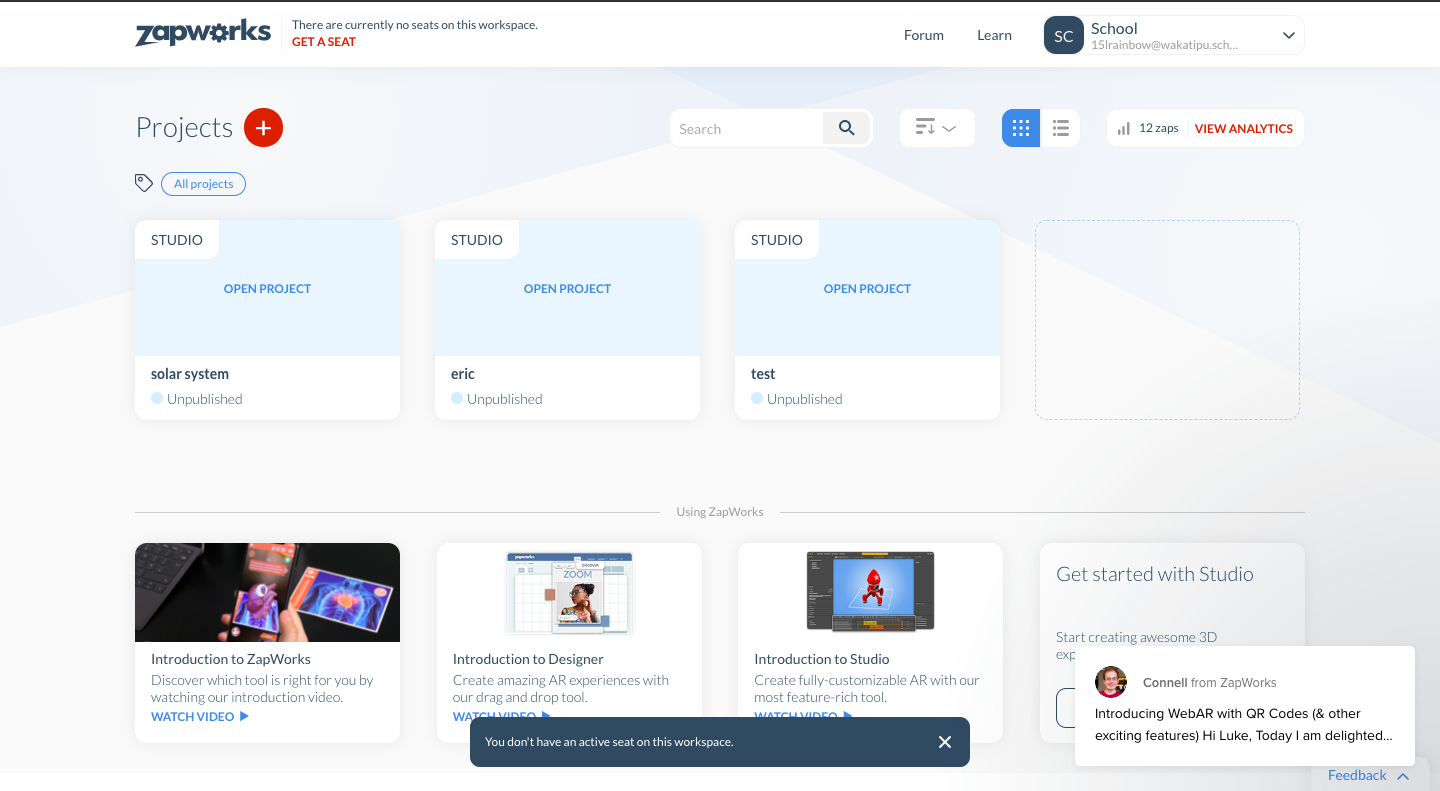 zapworks
There are currently no seats on this workspace.
GET A SEAT
Forum
Learn
SC
School
15lrainbow@wakatipu.sch...
Projects
Search
12 zaps
VIEW ANALYTICS
All projects
STUDIO
OPEN PROJECT
solar system
Unpublished
STUDIO
OPEN PROJECT
eric
Unpublished
STUDIO
OPEN PROJECT
test
Unpublished
Using ZapWorks
Introduction to ZapWorks
Discover which tool is right for you by
watching our introduction video.
WATCH VIDEO
zapworks
DISCOVER
ZOOM
Introduction to Designer
Create amazing AR experiences with
our drag and drop tool.
WATCH VIDEO
Introduction to Studio
Create fully-customizable AR with our
most feature-rich tool.
WATCH VIDEO
Get started with Studio
Start creating awesome 3D
exp
Connell from ZapWorks
Introducing WebAR with QR Codes (& other
exciting features) Hi Luke, Today I am delighted...
You don't have an active seat on this workspace.
Feedback